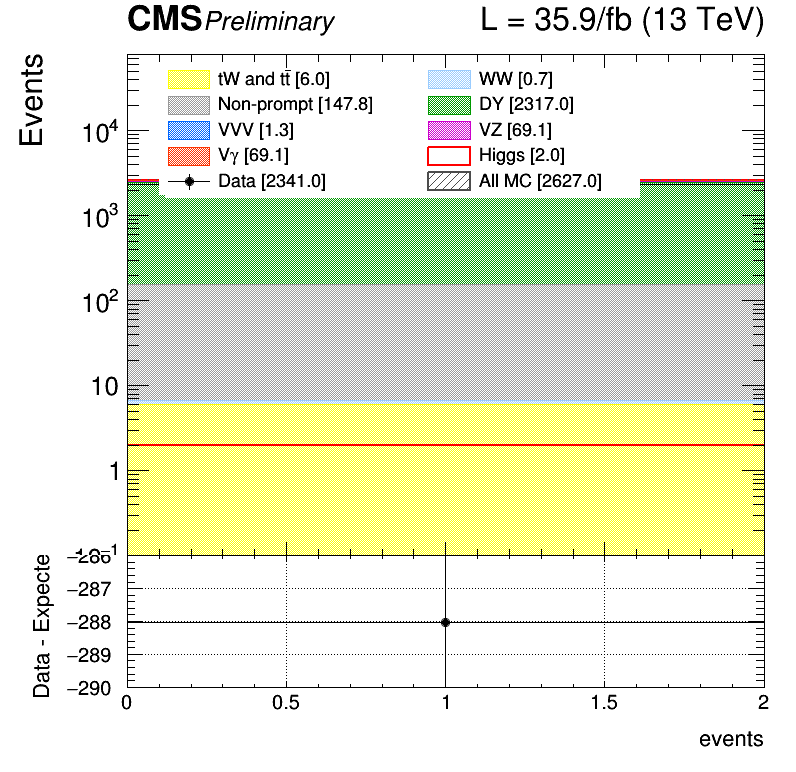 CMS Preliminary L = 35.9/fb (13 TeV)
Events
tW and tt̄ [6.0] WW [0.7]
Non-prompt [147.8] DY [2317.0]
VVV [1.3] VZ [69.1]
Vγ [69.1] Higgs [2.0]
Data [2341.0] All MC [2627.0]
10⁴
10³
10²
10
1
Data - Expecte
−287
−288
−289
−290
0 0.5 1 1.5 2
events